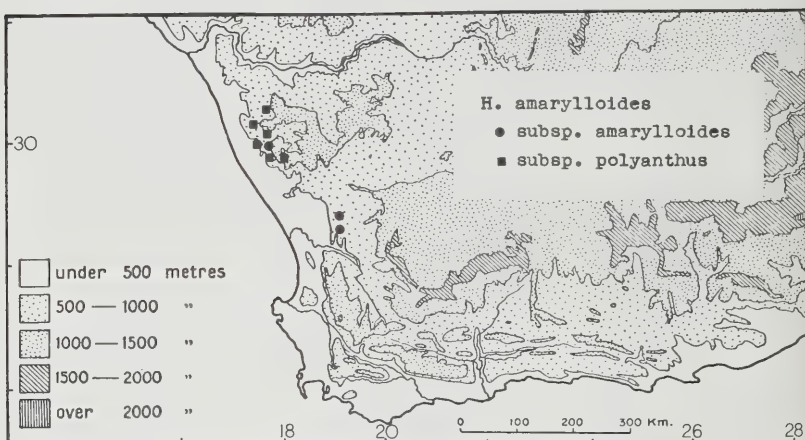 H. amarylloides
● subsp. amarylloides
■ subsp. polyanthus
30
under 500 metres
500 — 1000 "
1000 — 1500 "
1500 — 2000 "
over 2000 "
0 100 200 300 Km.
18 20 26 28